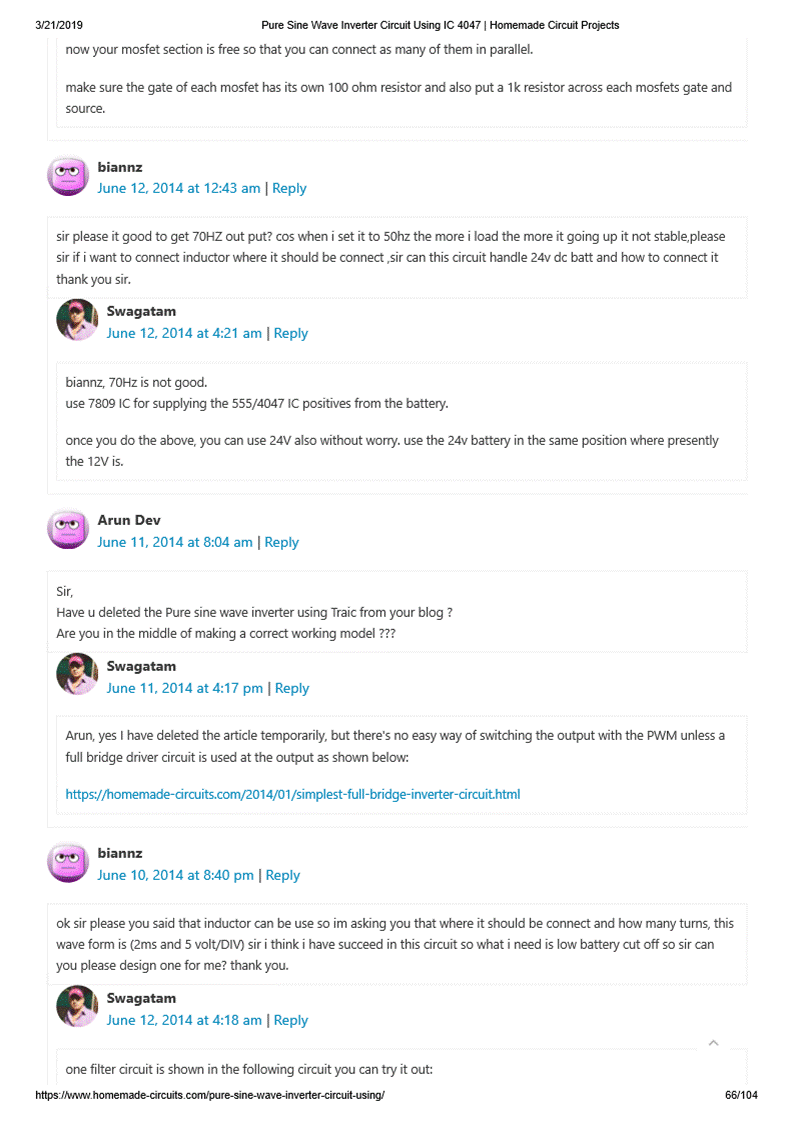 3/21/2019
Pure Sine Wave Inverter Circuit Using IC 4047 | Homemade Circuit Projects
now your mosfet section is free so that you can connect as many of them in parallel.
make sure the gate of each mosfet has its own 100 ohm resistor and also put a 1k resistor across each mosfets gate and
source.
biannz
June 12, 2014 at 12:43 am | Reply
sir please it good to get 70HZ out put? cos when i set it to 50hz the more i load the more it going up it not stable,please
sir if i want to connect inductor where it should be connect ,sir can this circuit handle 24v dc batt and how to connect it
thank you sir.
Swagatam
June 12, 2014 at 4:21 am | Reply
biannz, 70Hz is not good.
use 7809 IC for supplying the 555/4047 IC positives from the battery.
once you do the above, you can use 24V also without worry. use the 24v battery in the same position where presently
the 12V is.
Arun Dev
June 11, 2014 at 8:04 am | Reply
Sir,
Have u deleted the Pure sine wave inverter using Traic from your blog ?
Are you in the middle of making a correct working model ???
Swagatam
June 11, 2014 at 4:17 pm | Reply
Arun, yes I have deleted the article temporarily, but there's no easy way of switching the output with the PWM unless a
full bridge driver circuit is used at the output as shown below:
https://homemade-circuits.com/2014/01/simplest-full-bridge-inverter-circuit.html
biannz
June 10, 2014 at 8:40 pm | Reply
ok sir please you said that inductor can be use so im asking you that where it should be connect and how many turns, this
wave form is (2ms and 5 volt/DIV) sir i think i have succeed in this circuit so what i need is low battery cut off so sir can
you please design one for me? thank you.
Swagatam
June 12, 2014 at 4:18 am | Reply
one filter circuit is shown in the following circuit you can try it out:
https://www.homemade-circuits.com/pure-sine-wave-inverter-circuit-using/
66/104